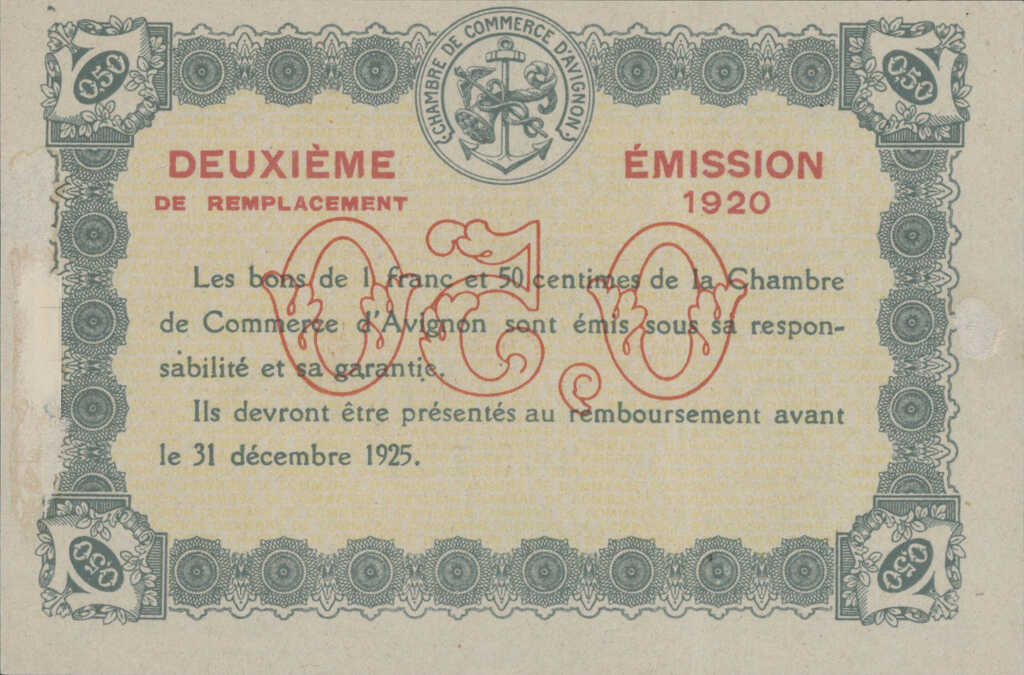 0.50
CHAMBRE DE COMMERCE D'AVIGNON
0.50
DEUXIÈME
DE REMPLACEMENT
ÉMISSION
1920
05,0
Les bons de 1 franc et 50 centimes de la Chambre
de Commerce d'Avignon sont émis sous sa respon-
sabilité et sa garantie.
Ils devront être présentés au remboursement avant
le 31 décembre 1925.
0.50
0.50